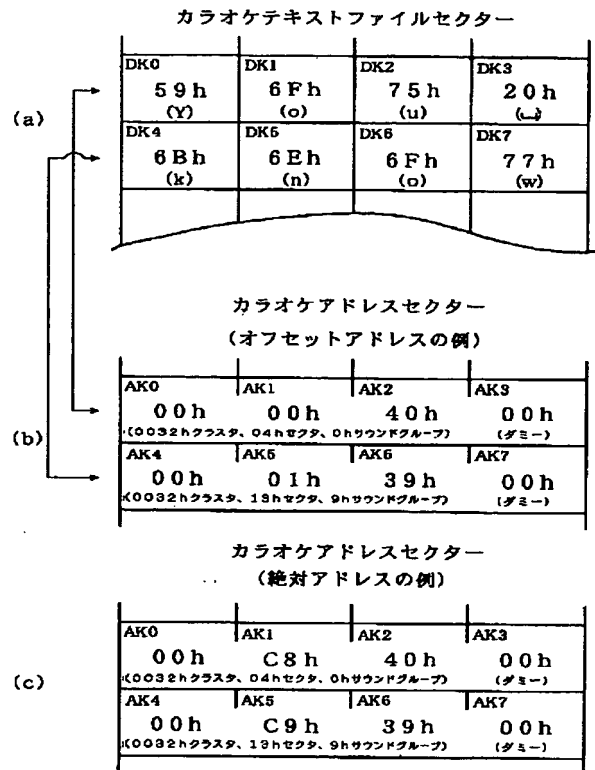 カラオケテキストファイルセクター
(a)
DK0 DK1 DK2 DK3
59h 6Fh 75h 20h
(Y) (o) (u) (␣)
DK4 DK5 DK6 DK7
6Bh 6Eh 6Fh 77h
(k) (n) (o) (w)
カラオケアドレスセクター
(オフセットアドレスの例)
(b)
AK0 AK1 AK2 AK3
00h 00h 40h 00h
(0032hクラスタ、04hセクタ、0hサウンドグループ) (ダミー)
AK4 AK5 AK6 AK7
00h 01h 39h 00h
(0032hクラスタ、13hセクタ、9hサウンドグループ) (ダミー)
カラオケアドレスセクター
(絶対アドレスの例)
(c)
AK0 AK1 AK2 AK3
00h C8h 40h 00h
(0032hクラスタ、04hセクタ、0hサウンドグループ) (ダミー)
AK4 AK5 AK6 AK7
00h C9h 39h 00h
(0032hクラスタ、13hセクタ、9hサウンドグループ) (ダミー)